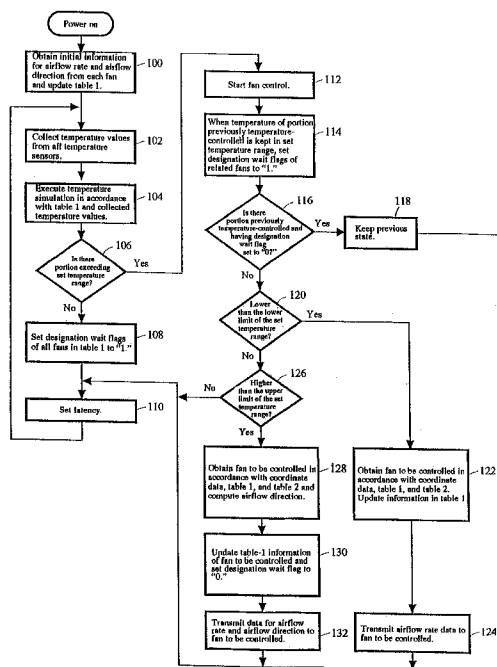 Power on
Obtain initial information
for airflow rate and airflow
direction from each fan
and update table 1.
100
Collect temperature values
from all temperature
sensors.
102
Execute temperature
simulation in accordance
with table 1 and collected
temperature values.
104
106
Is there
portion exceeding
set temperature
range?
Yes
No
Set designation wait flags
of all fans in table 1 to "1."
108
Set latency.
110
Start fan control.
112
When temperature of portion
previously temperature-
controlled is kept in set
temperature range, set
designation wait flags of
related fans to "1."
114
116
Is there
portion previously
temperature-controlled and
having designation
wait flag
set to "0?"
Yes
No
118
Keep previous
state.
120
Lower
than the lower
limit of the set
temperature
range?
Yes
No
126
Higher
than the upper
limit of the set
temperature
range?
No
Yes
Obtain fan to be controlled in
accordance with coordinate
data, table 1, and table 2 and
compute airflow direction.
128
Obtain fan to be controlled in
accordance with coordinate
data, table 1, and table 2.
Update information in table 1
122
Update table-1 information
of fan to be controlled and
set designation wait flag to
"0."
130
Transmit data for airflow
rate and airflow direction to
fan to be controlled.
132
Transmit airflow rate data to
fan to be controlled.
124